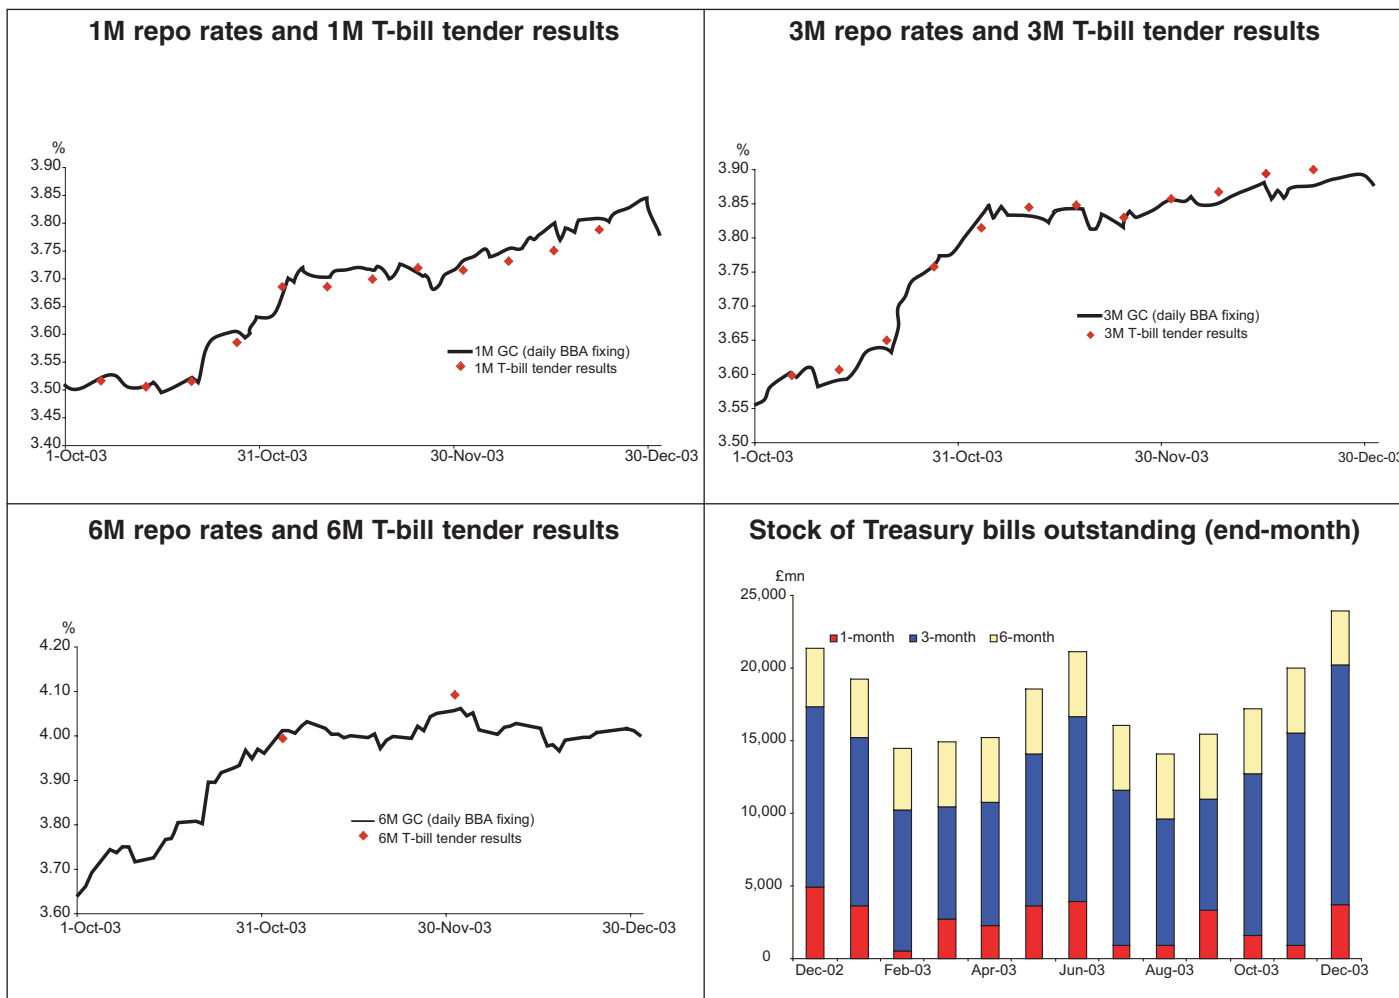 1M repo rates and 1M T-bill tender results
%
3.90
3.85
3.80
3.75
3.70
3.65
3.60
3.55
3.50
3.45
3.40
1-Oct-03 31-Oct-03 30-Nov-03 30-Dec-03
1M GC (daily BBA fixing)
1M T-bill tender results
3M repo rates and 3M T-bill tender results
%
3.90
3.85
3.80
3.75
3.70
3.65
3.60
3.55
3.50
1-Oct-03 31-Oct-03 30-Nov-03 30-Dec-03
3M GC (daily BBA fixing)
3M T-bill tender results
6M repo rates and 6M T-bill tender results
%
4.20
4.10
4.00
3.90
3.80
3.70
3.60
1-Oct-03 31-Oct-03 30-Nov-03 30-Dec-03
6M GC (daily BBA fixing)
6M T-bill tender results
Stock of Treasury bills outstanding (end-month)
£mn
25,000
20,000
15,000
10,000
5,000
0
1-month 3-month 6-month
Dec-02 Feb-03 Apr-03 Jun-03 Aug-03 Oct-03 Dec-03